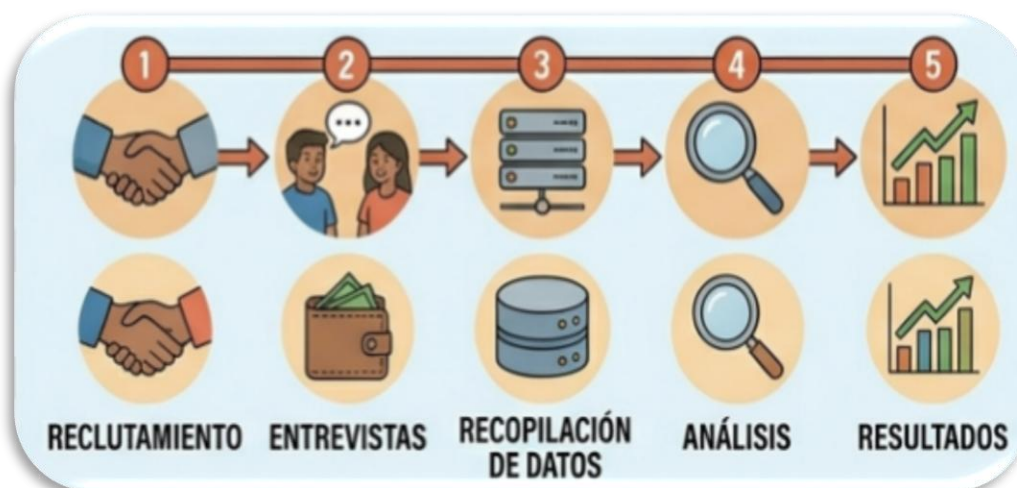 1 2 3 4 5
RECLUTAMIENTO ENTREVISTAS RECOPILACIÓN DE DATOS ANÁLISIS RESULTADOS